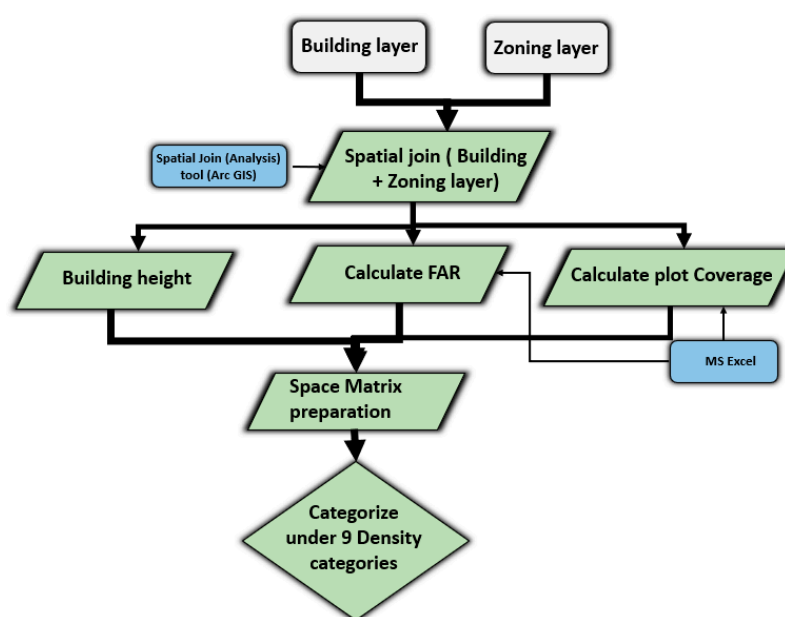 Building layer
Zoning layer
Spatial Join (Analysis)
tool (Arc GIS)
Spatial join ( Building
+ Zoning layer)
Building height
Calculate FAR
Calculate plot Coverage
MS Excel
Space Matrix
preparation
Categorize
under 9 Density
categories